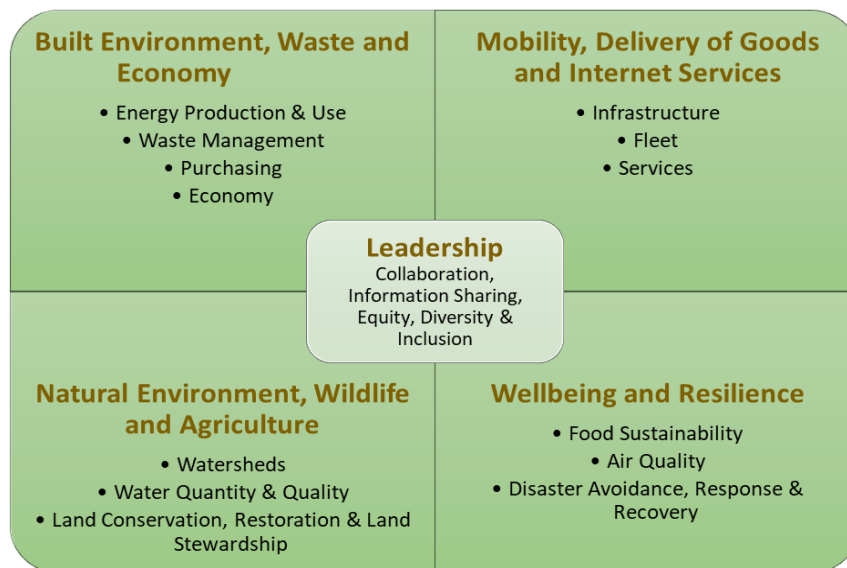 Built Environment, Waste and
Economy
• Energy Production & Use
• Waste Management
• Purchasing
• Economy
Mobility, Delivery of Goods
and Internet Services
• Infrastructure
• Fleet
• Services
Leadership
Collaboration,
Information Sharing,
Equity, Diversity &
Inclusion
Natural Environment, Wildlife
and Agriculture
• Watersheds
• Water Quantity & Quality
• Land Conservation, Restoration & Land
Stewardship
Wellbeing and Resilience
• Food Sustainability
• Air Quality
• Disaster Avoidance, Response &
Recovery